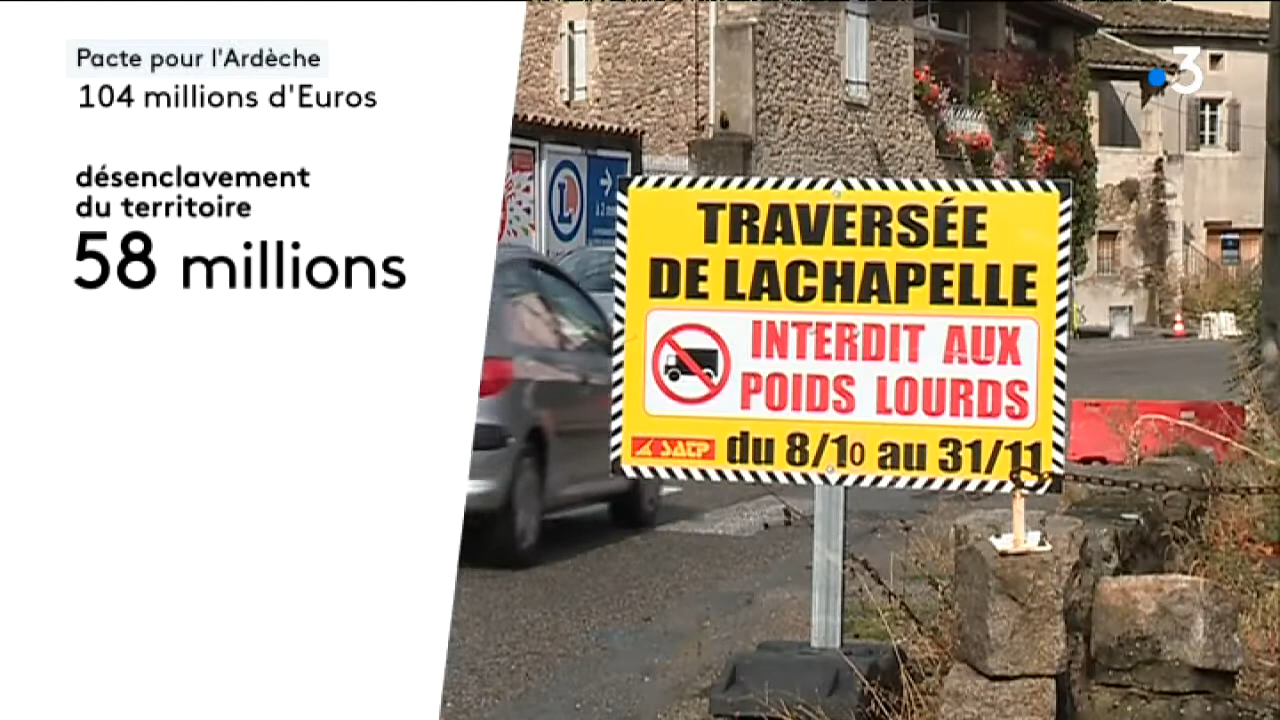 Pacte pour l'Ardèche
104 millions d'Euros
désenclavement
du territoire
58 millions
3
L
TRAVERSÉE
DE LACHAPELLE
INTERDIT AUX
POIDS LOURDS
SATP du 8/10 au 31/11